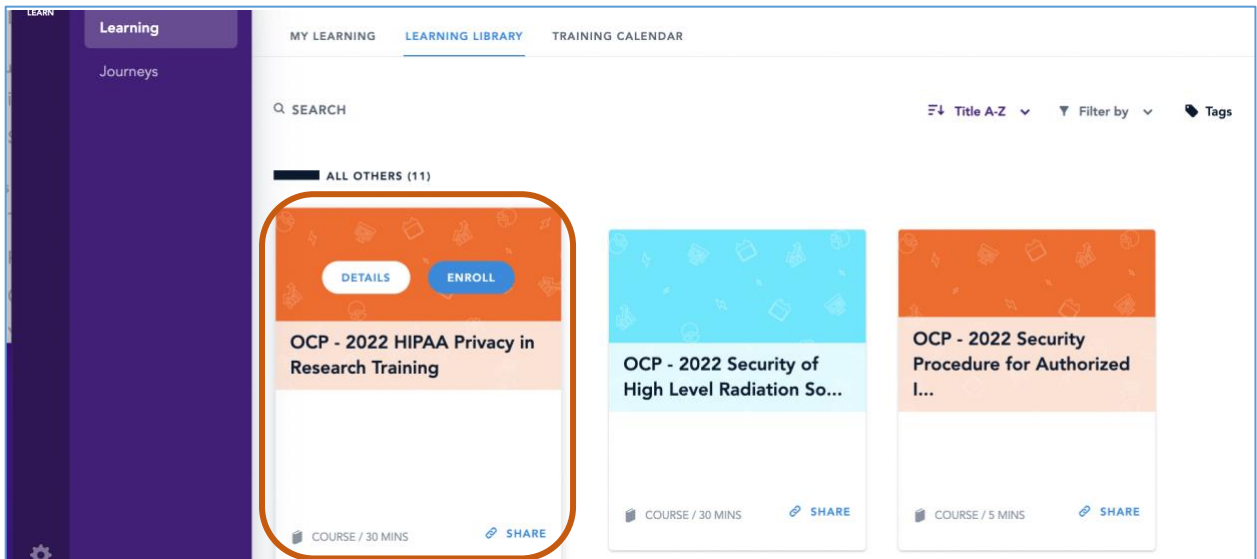 LEARN
Learning
Journeys
MY LEARNING LEARNING LIBRARY TRAINING CALENDAR
SEARCH
Title A-Z Filter by Tags
ALL OTHERS (11)
DETAILS ENROLL
OCP - 2022 HIPAA Privacy in
Research Training
COURSE / 30 MINS SHARE
OCP - 2022 Security of
High Level Radiation So...
COURSE / 30 MINS SHARE
OCP - 2022 Security
Procedure for Authorized
I...
COURSE / 5 MINS SHARE